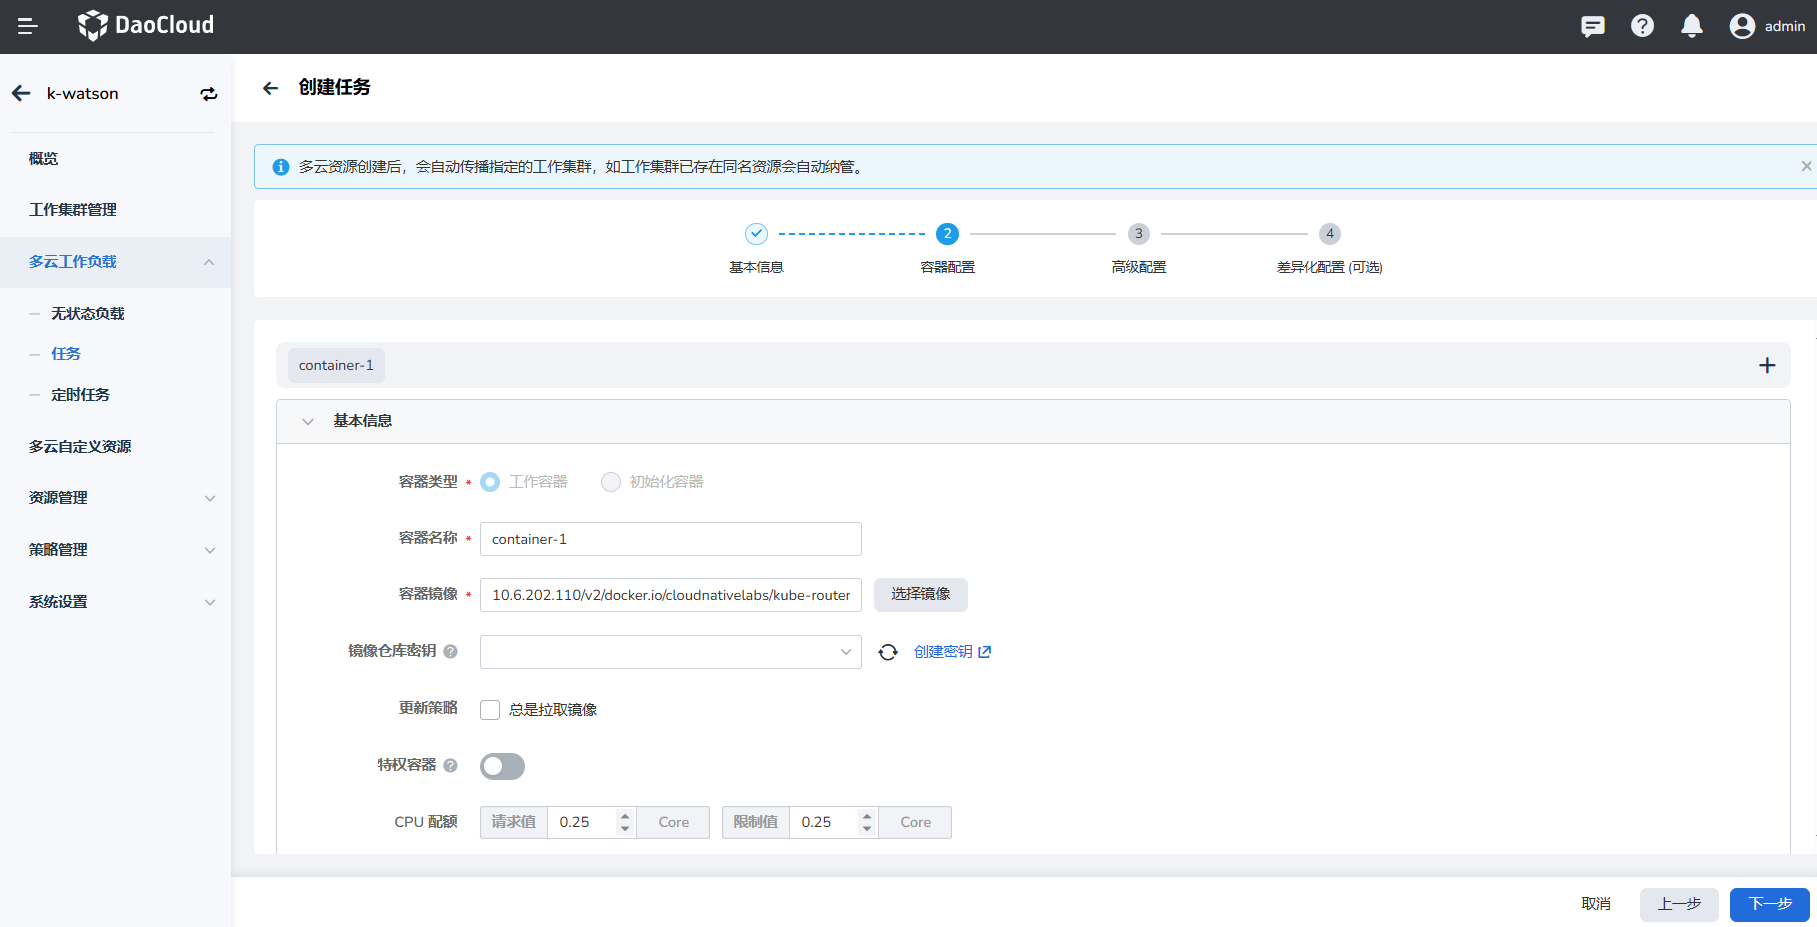 DaoCloud
admin
k-watson
概览
工作集群管理
多云工作负载
无状态负载
任务
定时任务
多云自定义资源
资源管理
策略管理
系统设置
创建任务
多云资源创建后，会自动传播指定的工作集群，如工作集群已存在同名资源会自动纳管。
2 3 4
基本信息 容器配置 高级配置 差异化配置 (可选)
container-1
基本信息
容器类型 * 工作容器 初始化容器
容器名称 * container-1
容器镜像 * 10.6.202.110/v2/docker.io/cloudnativelabs/kube-router 选择镜像
镜像仓库密钥 ? 创建密钥
更新策略 总是拉取镜像
特权容器 ?
CPU 配额 请求值 0.25 Core 限制值 0.25 Core
取消 上一步 下一步